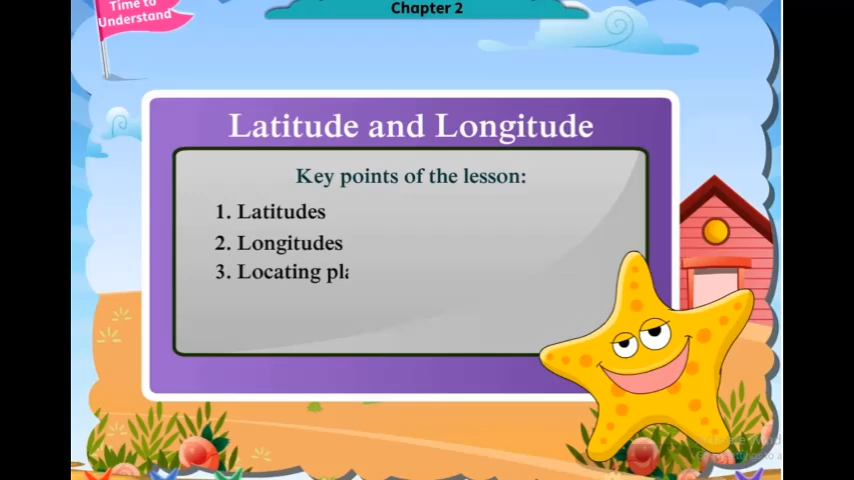 Time to
Understand
Chapter 2
Latitude and Longitude
Key points of the lesson:
1. Latitudes
2. Longitudes
3. Locating pla